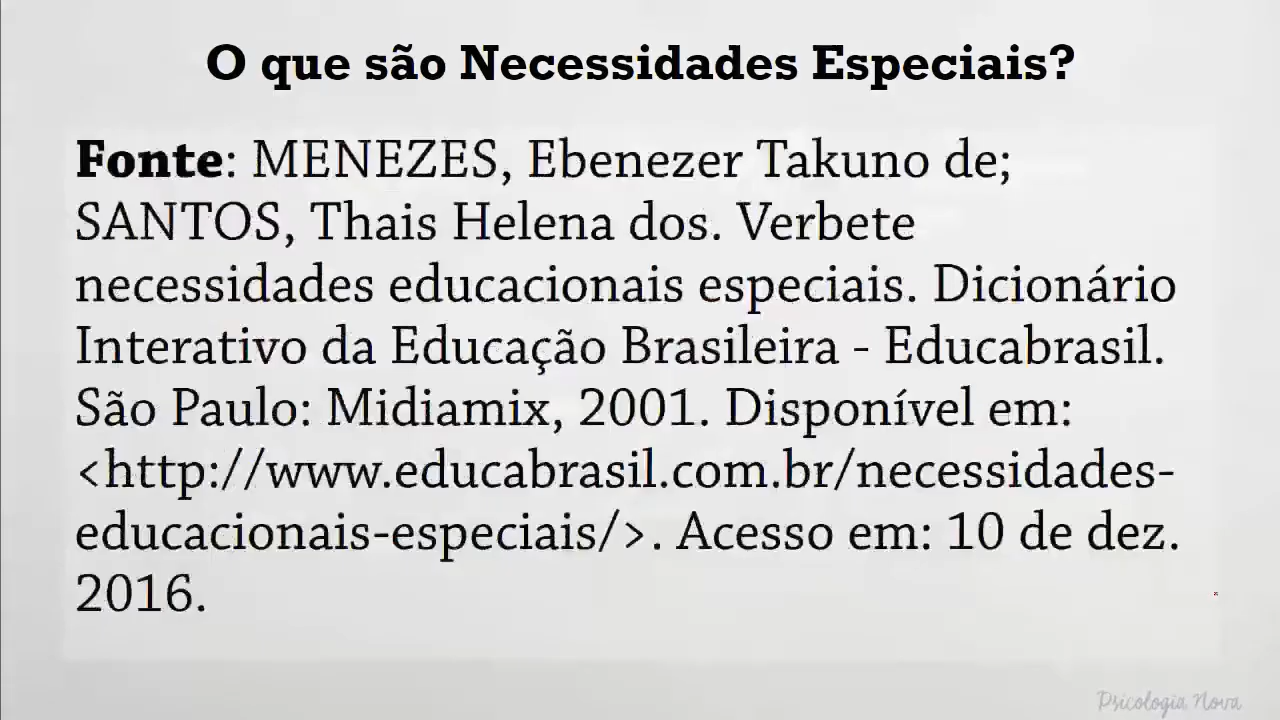 O que são Necessidades Especiais?
Fonte: MENEZES, Ebenezer Takuno de;
SANTOS, Thais Helena dos. Verbete
necessidades educacionais especiais. Dicionário
Interativo da Educação Brasileira - Educabrasil.
São Paulo: Midiamix, 2001. Disponível em:
<http://www.educabrasil.com.br/necessidades-
educacionais-especiais/>. Acesso em: 10 de dez.
2016.
Psicologia Nova